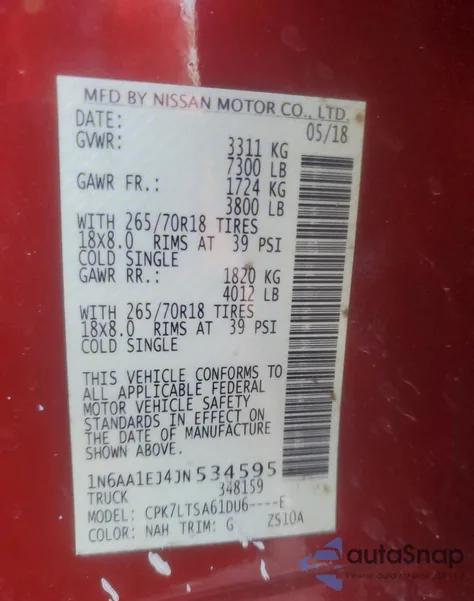 MFD BY NISSAN MOTOR CO., LTD.
DATE: 05/18
GVWR: 3311 KG
7300 LB
GAWR FR.: 1724 KG
3800 LB
WITH 265/70R18 TIRES
18X8.0 RIMS AT 39 PSI
COLD SINGLE
GAWR RR.: 1820 KG
4012 LB
WITH 265/70R18 TIRES
18X8.0 RIMS AT 39 PSI
COLD SINGLE
THIS VEHICLE CONFORMS TO
ALL APPLICABLE FEDERAL
MOTOR VEHICLE SAFETY
STANDARDS IN EFFECT ON
THE DATE OF MANUFACTURE
SHOWN ABOVE.
1N6AA1EJ4JN534595
TRUCK 348159
MODEL: CPK7LTSA61DU6----E
COLOR: NAH TRIM: G ZS10A
autoSnap